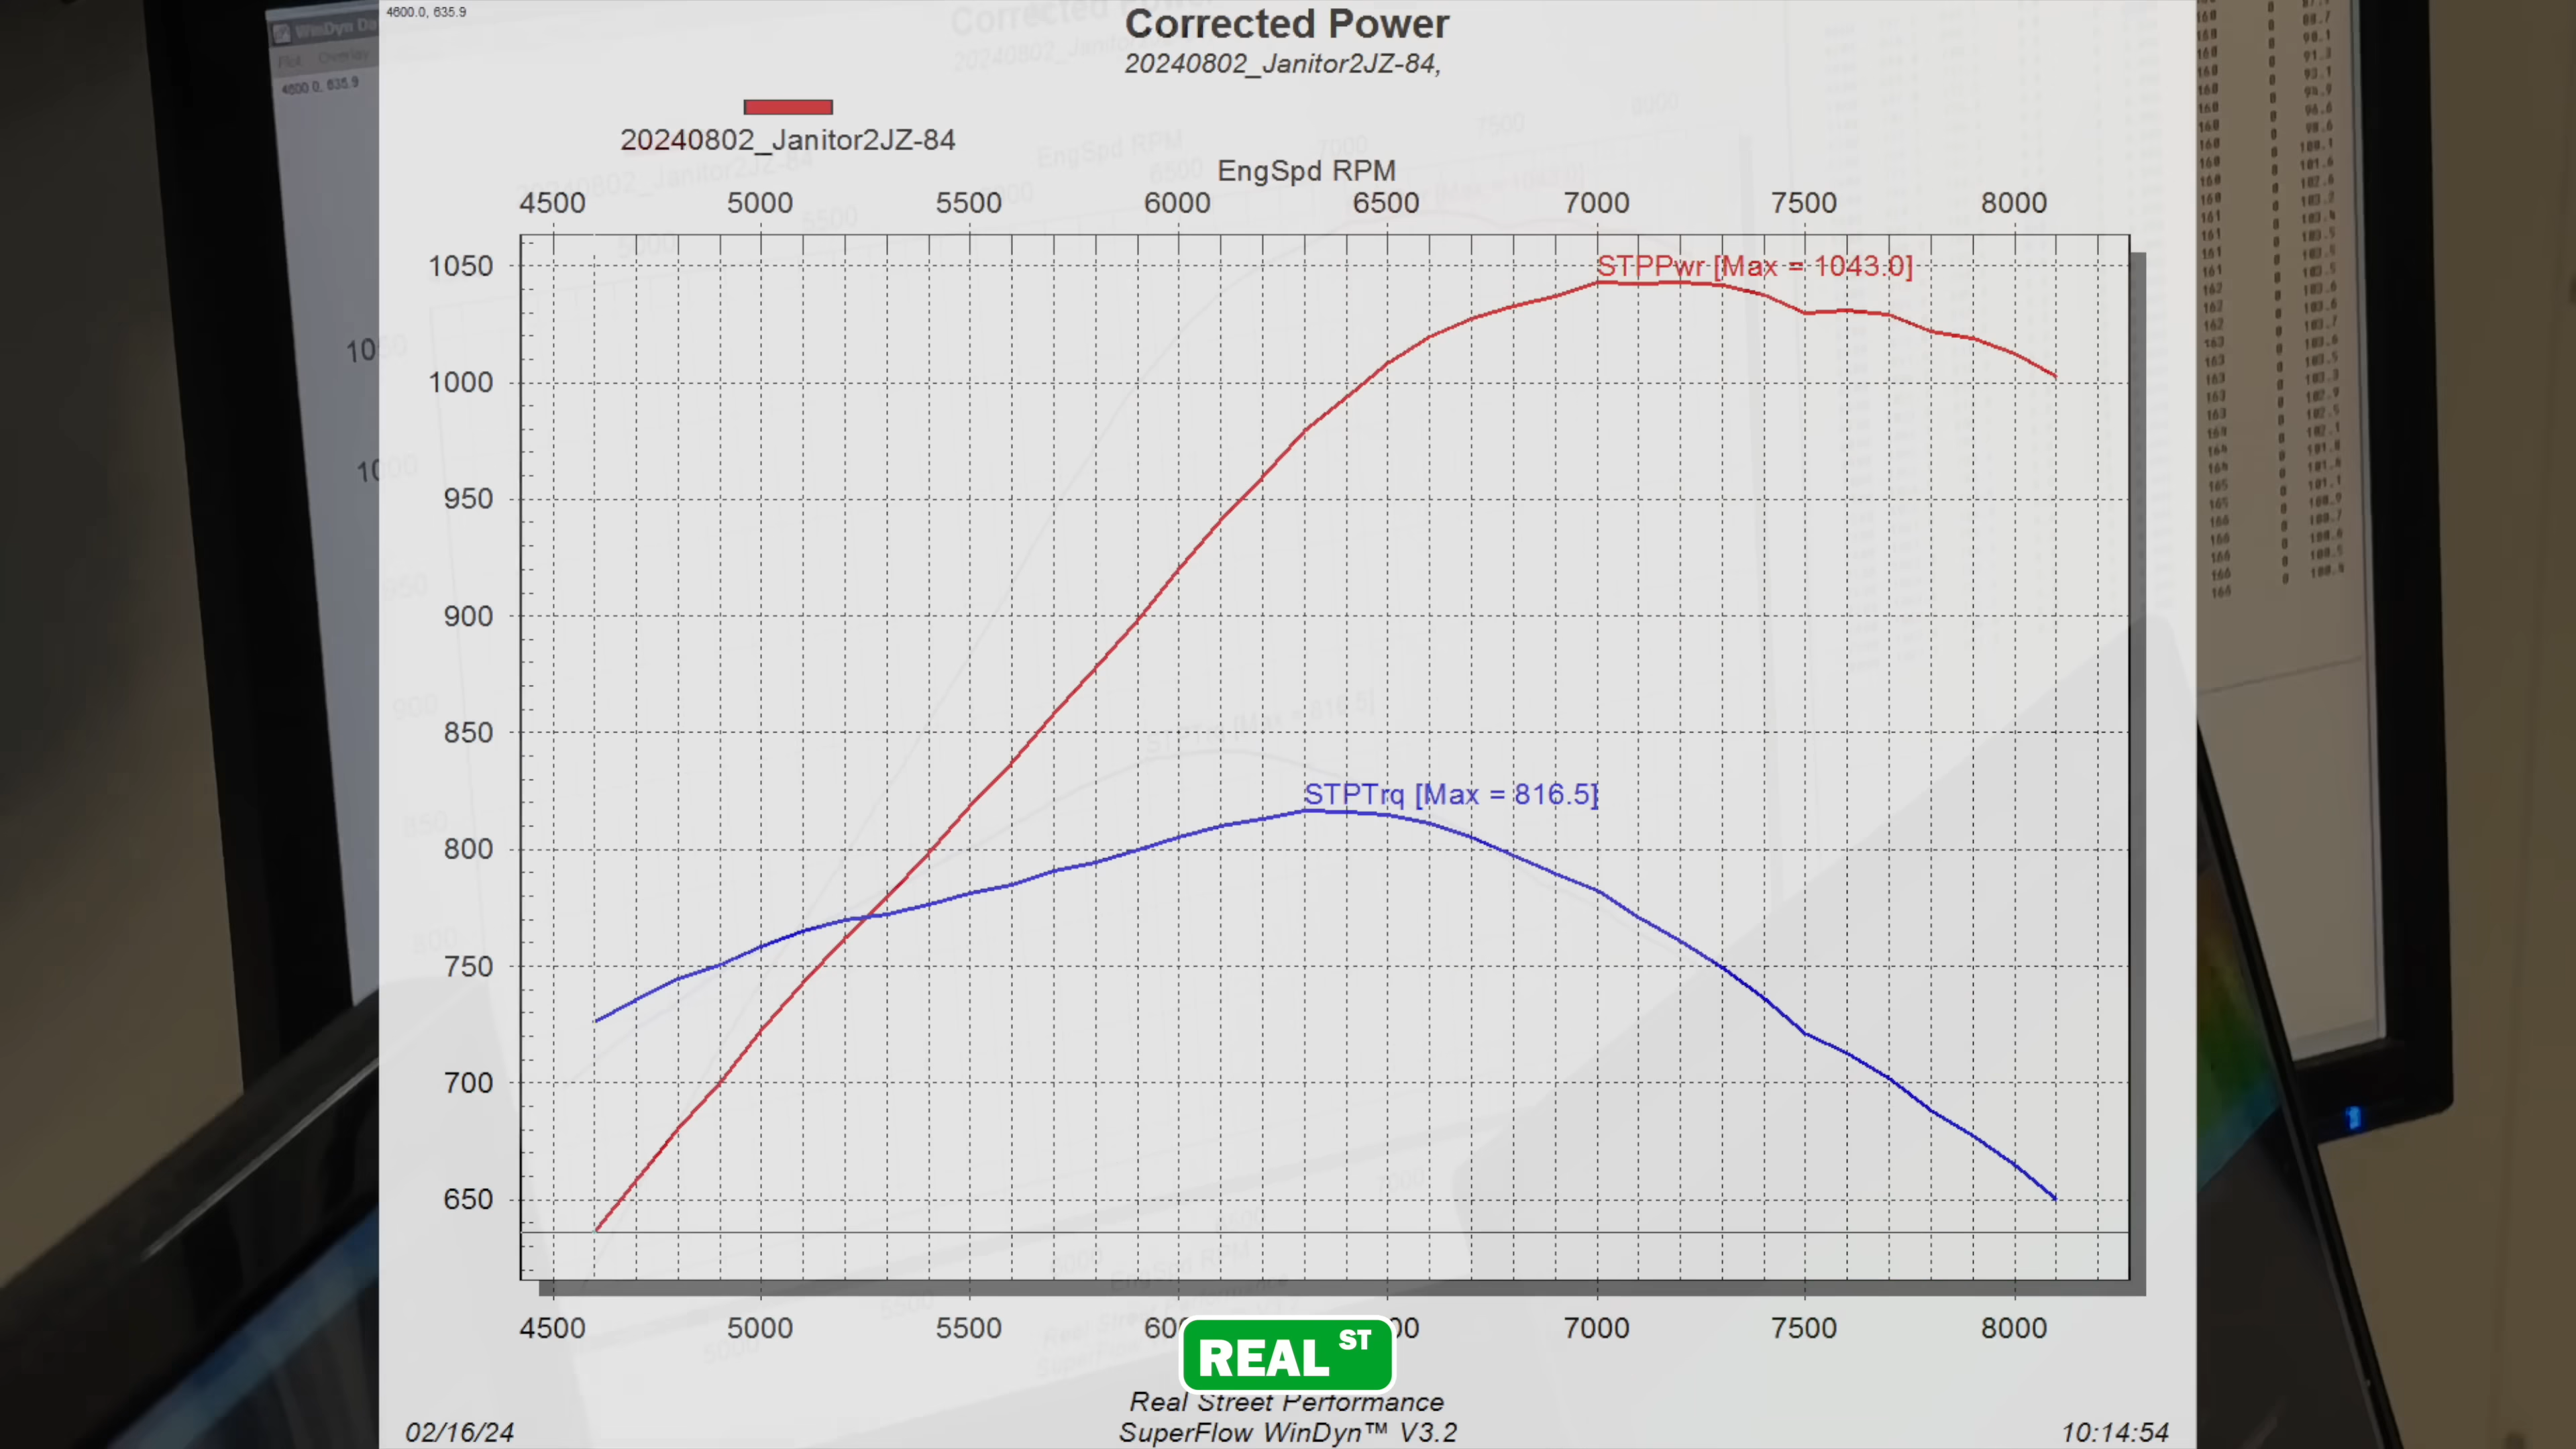 4600.0, 635.9
Corrected Power
20240802_Janitor2JZ-84,
20240802_Janitor2JZ-84
EngSpd RPM
4500 5000 5500 6000 6500 7000 7500 8000
STPPwr [Max = 1043.0]
1050
1000
950
900
850
STPTrq [Max = 816.5]
800
750
700
650
4500 5000 5500 7000 7500 8000
REAL ST
Real Street Performance
SuperFlow WinDyn™ V3.2
02/16/24
10:14:54